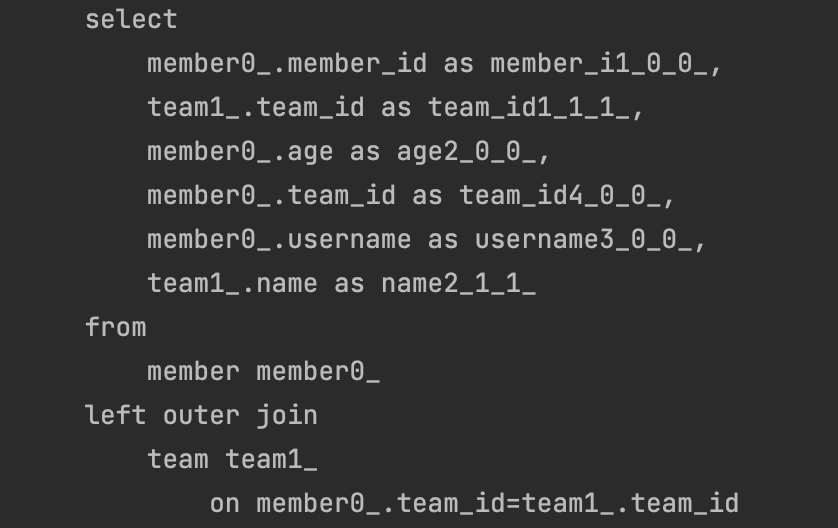 select
member0_.member_id as member_i1_0_0_,
team1_.team_id as team_id1_1_1_,
member0_.age as age2_0_0_,
member0_.team_id as team_id4_0_0_,
member0_.username as username3_0_0_,
team1_.name as name2_1_1_
from
member member0_
left outer join
team team1_
on member0_.team_id=team1_.team_id